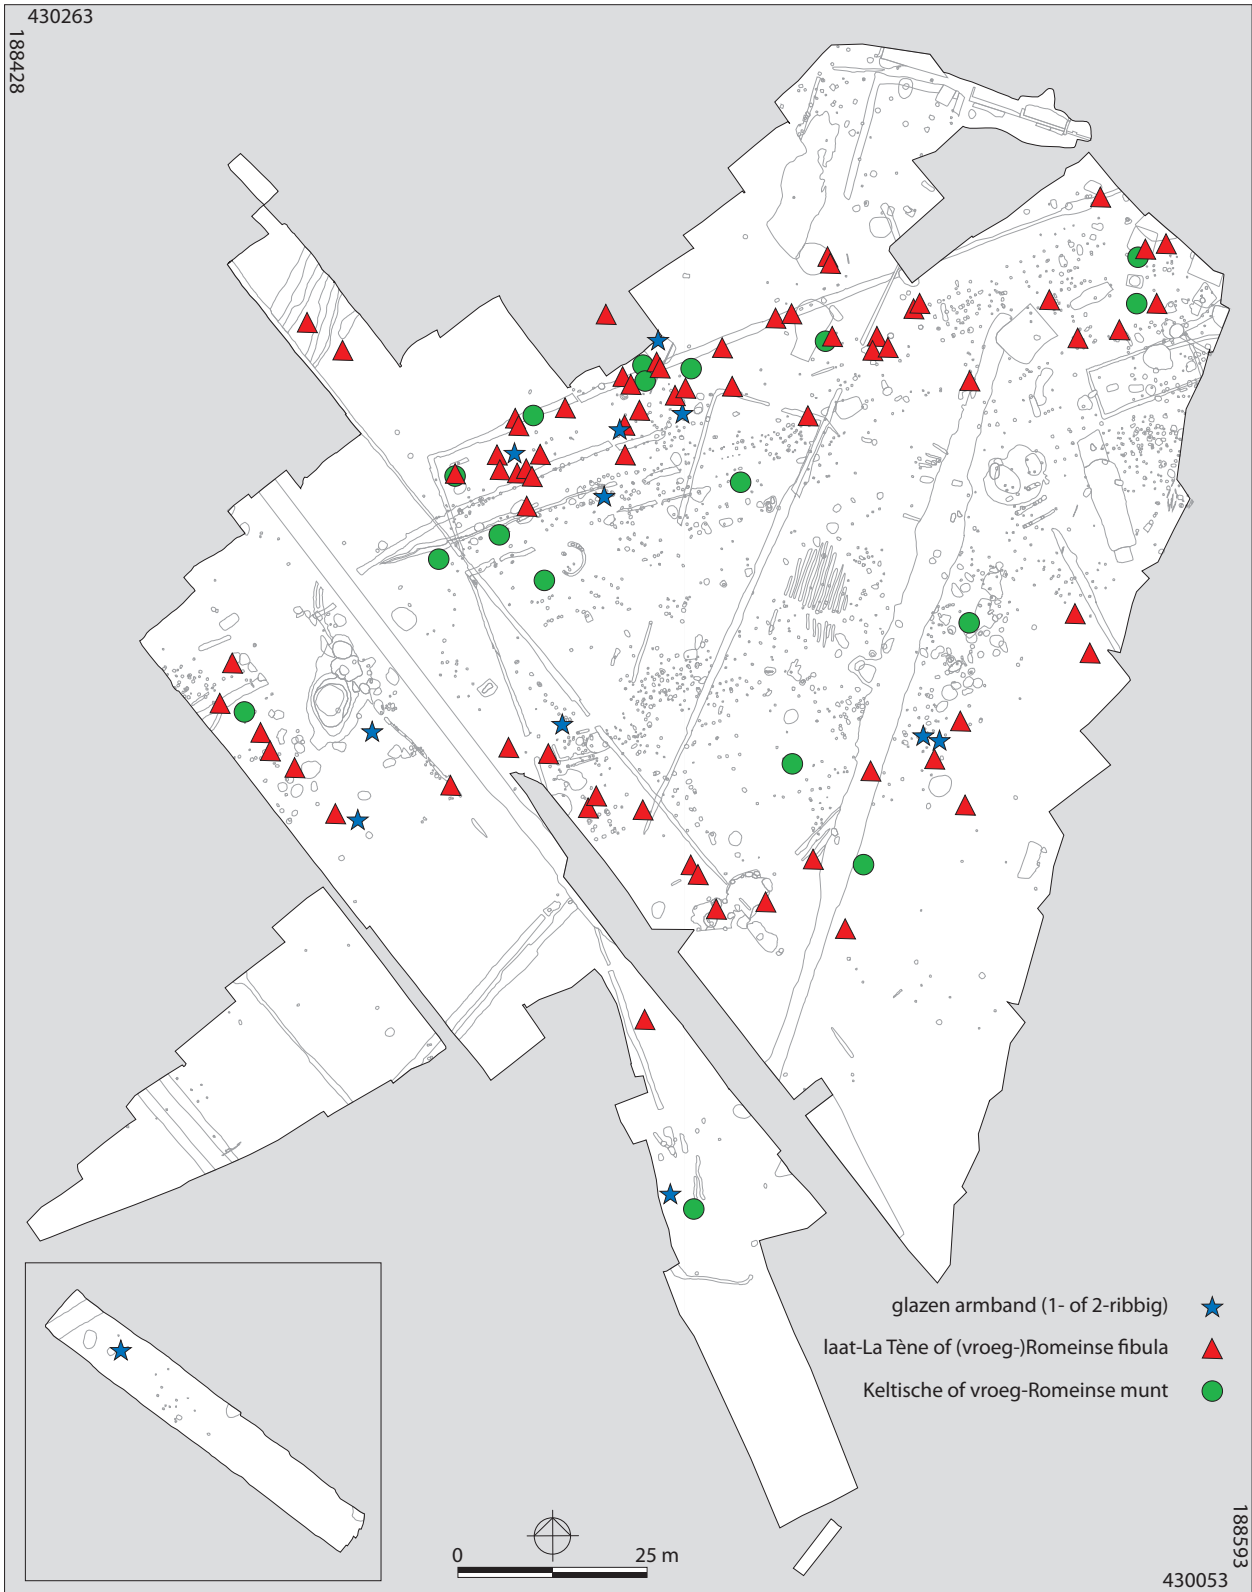 430263
188428
glazen armband (1- of 2-ribbig)
laat-La Tène of (vroeg-)Romeinse fibula
Keltische of vroeg-Romeinse munt
0 25 m
188593
430053